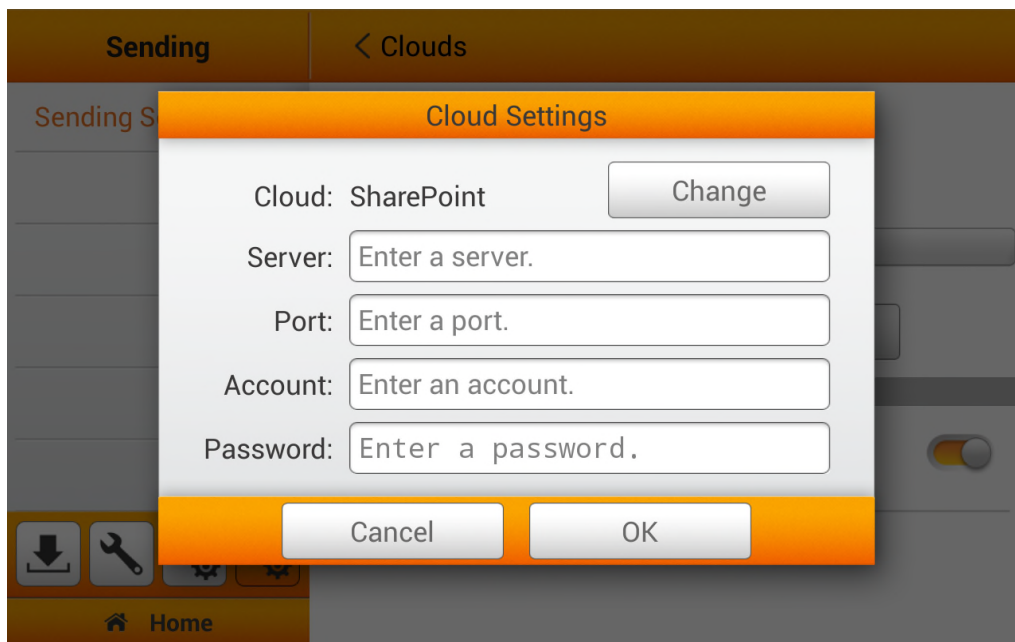 Sending
Clouds
Sending S
Cloud Settings
Cloud: SharePoint
Change
Server: Enter a server.
Port: Enter a port.
Account: Enter an account.
Password: Enter a password.
Cancel
OK
Home